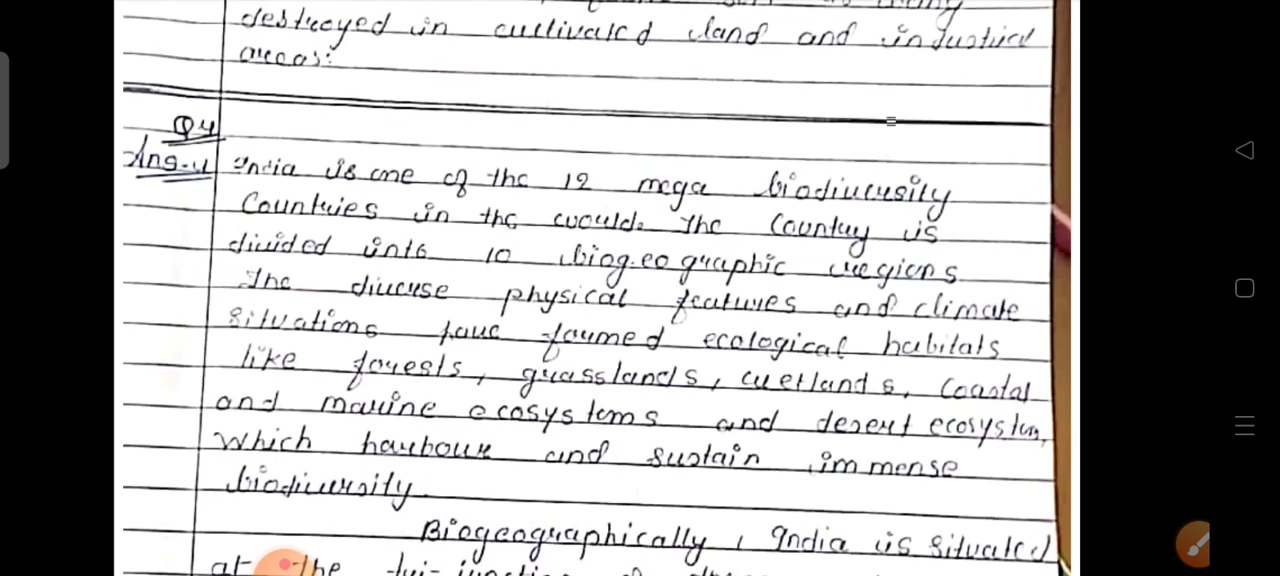 destroyed in cultivated land and industrial
areas:
Q4
Ans-4 India is one of the 12 mega biodiversity
Countries in the world. The Country is
divided into 10 biogeographic regions
The diverse physical features and climate
situations have formed ecological habitats
like forests, grasslands, wetlands, coastal
and marine ecosystems and desert ecosystem,
which harbour and sustain immense
biodiversity.
Biogeographically, India is situated
at the tri-junction of